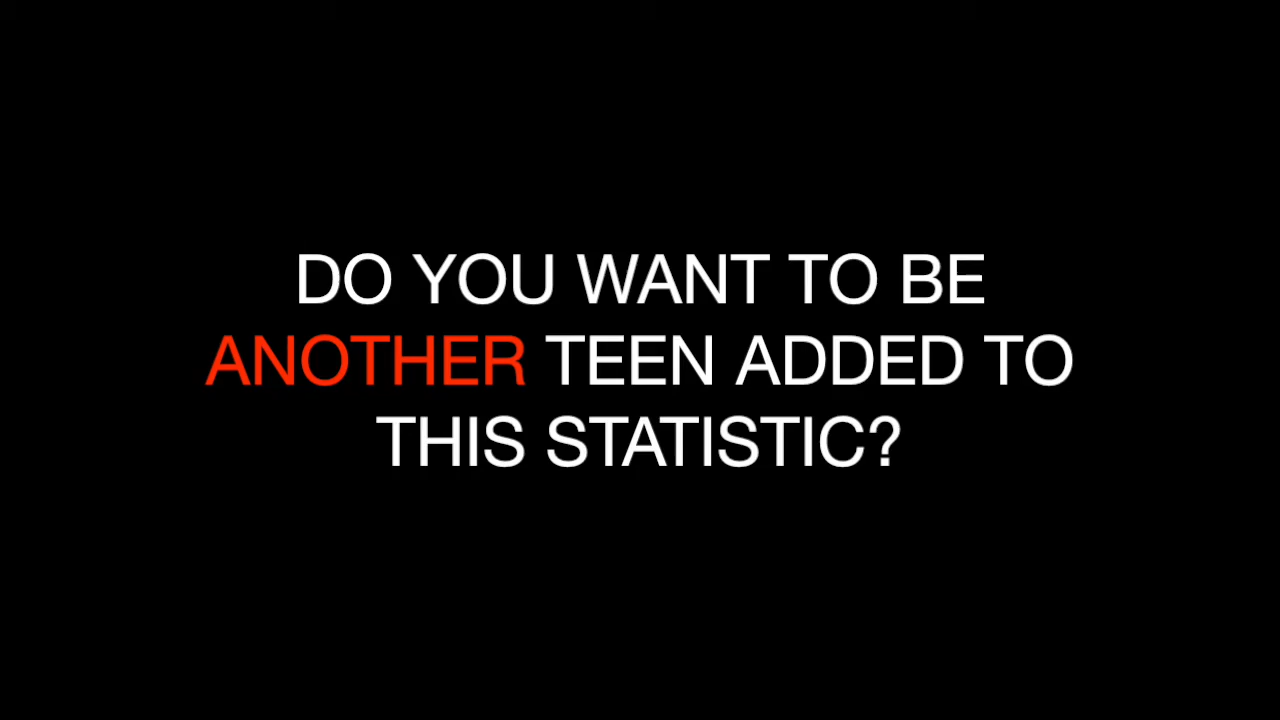 DO YOU WANT TO BE
ANOTHER TEEN ADDED TO
THIS STATISTIC?